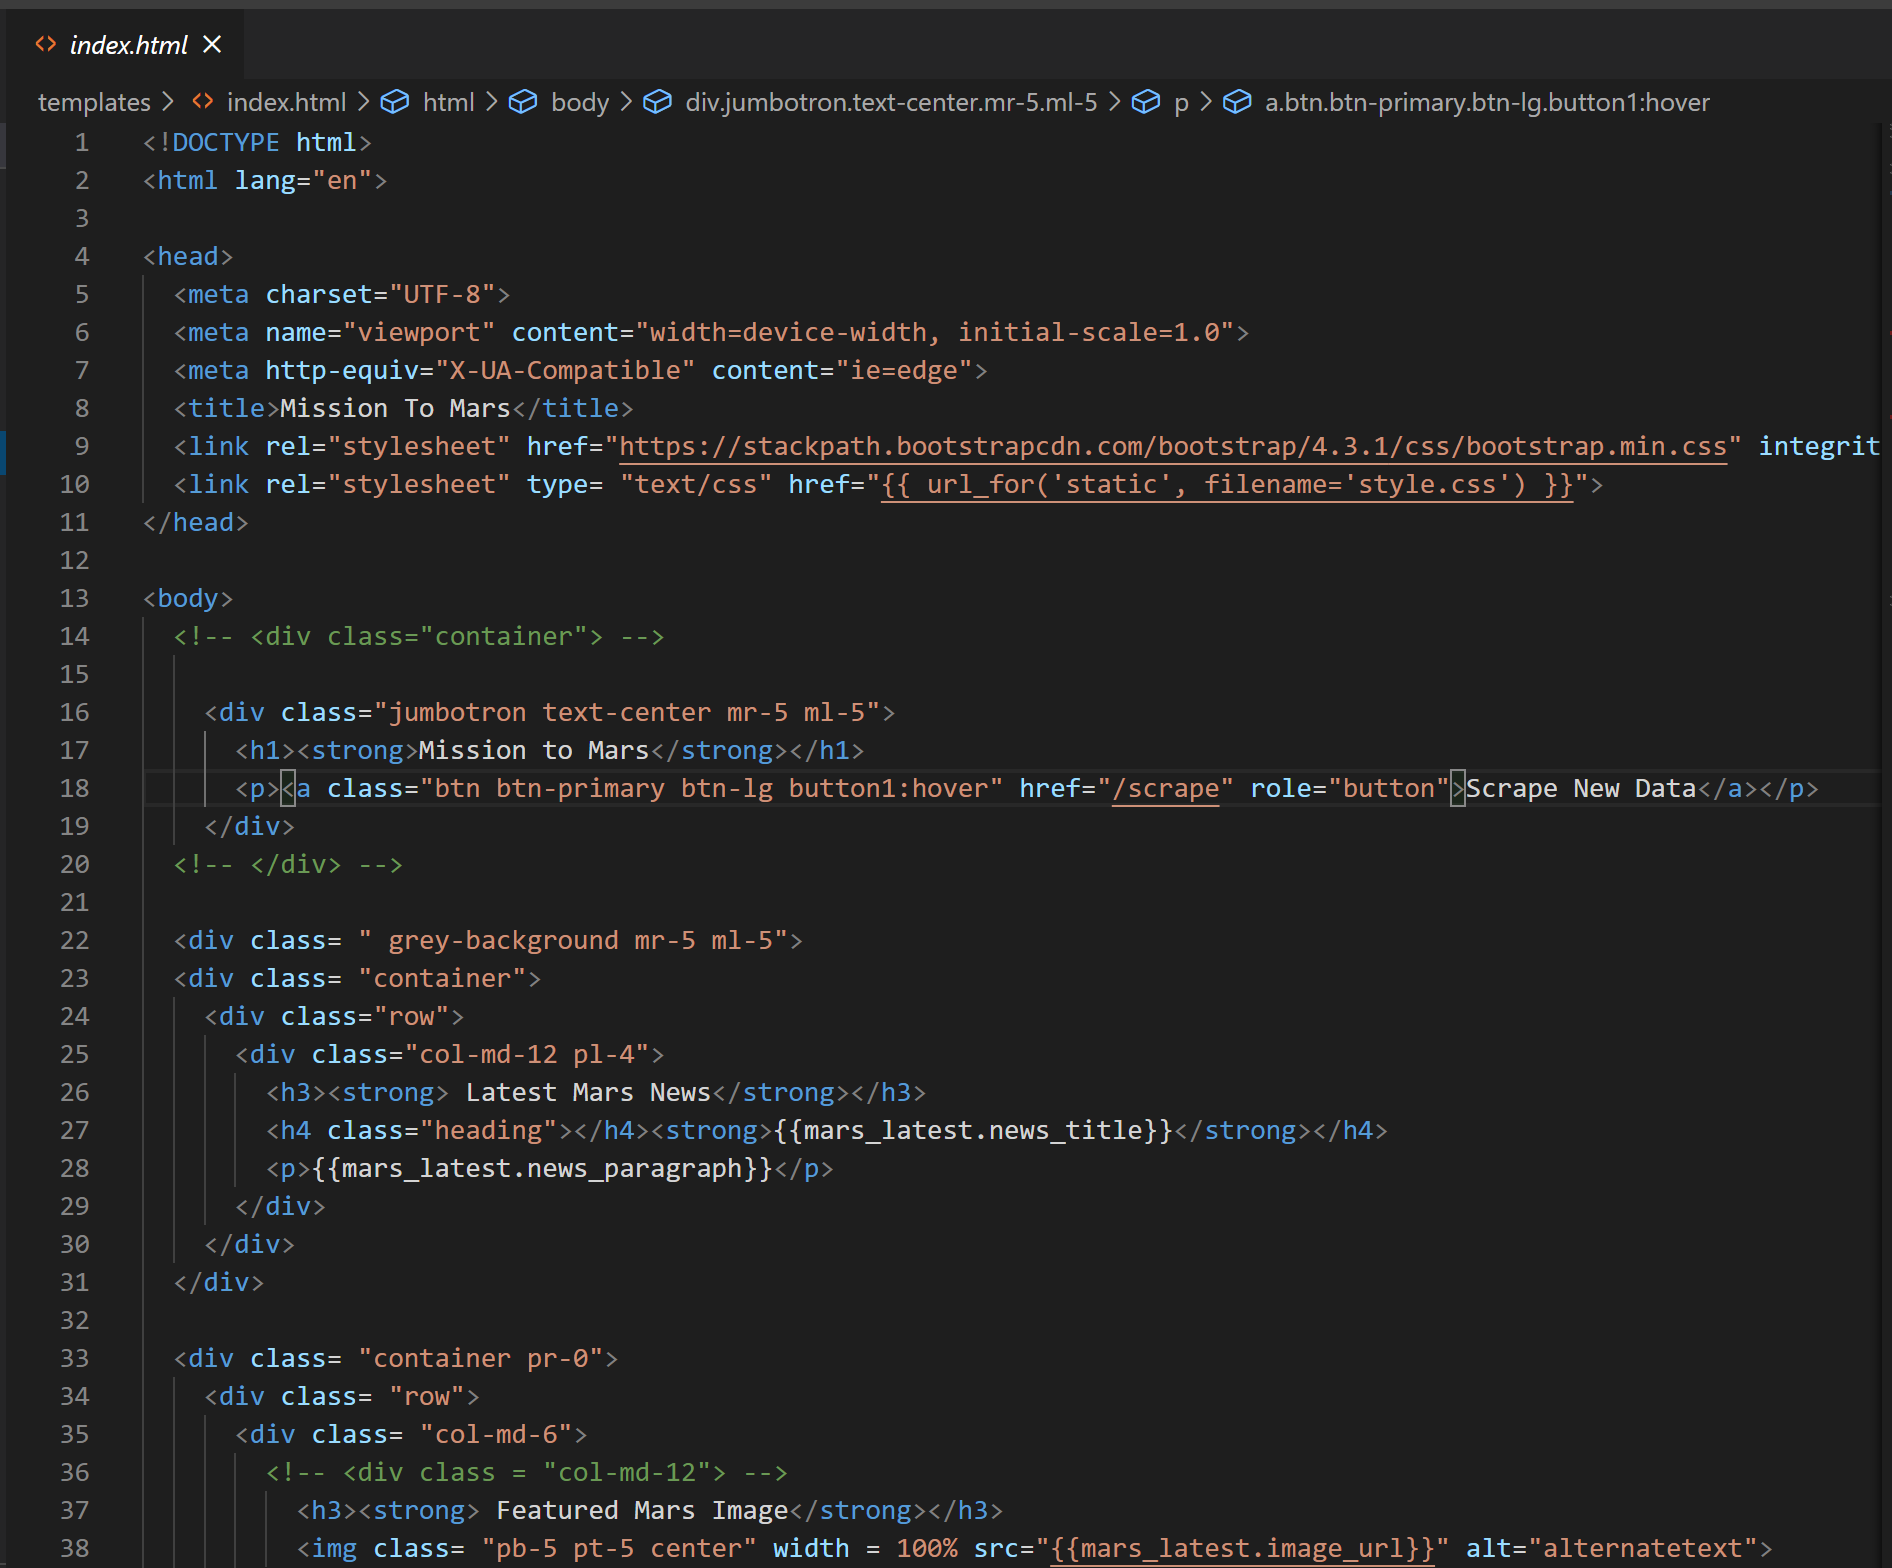 index.html
templates > index.html > html > body > div.jumbotron.text-center.mr-5.ml-5 > p > a.btn.btn-primary.btn-lg.button1:hover
1 <!DOCTYPE html>
2 <html lang="en">
3
4 <head>
5   <meta charset="UTF-8">
6   <meta name="viewport" content="width=device-width, initial-scale=1.0">
7   <meta http-equiv="X-UA-Compatible" content="ie=edge">
8   <title>Mission To Mars</title>
9   <link rel="stylesheet" href="https://stackpath.bootstrapcdn.com/bootstrap/4.3.1/css/bootstrap.min.css" integrit
10   <link rel="stylesheet" type= "text/css" href="{{ url_for('static', filename='style.css') }}">
11 </head>
12
13 <body>
14   <!-- <div class="container"> -->
15
16     <div class="jumbotron text-center mr-5 ml-5">
17       <h1><strong>Mission to Mars</strong></h1>
18       <p><a class="btn btn-primary btn-lg button1:hover" href="/scrape" role="button">Scrape New Data</a></p>
19     </div>
20   <!-- </div> -->
21
22   <div class= " grey-background mr-5 ml-5">
23   <div class= "container">
24     <div class="row">
25       <div class="col-md-12 pl-4">
26         <h3><strong> Latest Mars News</strong></h3>
27         <h4 class="heading"></h4><strong>{{mars_latest.news_title}}</strong></h4>
28         <p>{{mars_latest.news_paragraph}}</p>
29       </div>
30     </div>
31   </div>
32
33   <div class= "container pr-0">
34     <div class= "row">
35       <div class= "col-md-6">
36         <!-- <div class = "col-md-12"> -->
37           <h3><strong> Featured Mars Image</strong></h3>
38           <img class= "pb-5 pt-5 center" width = 100% src="{{mars_latest.image_url}}" alt="alternatetext">